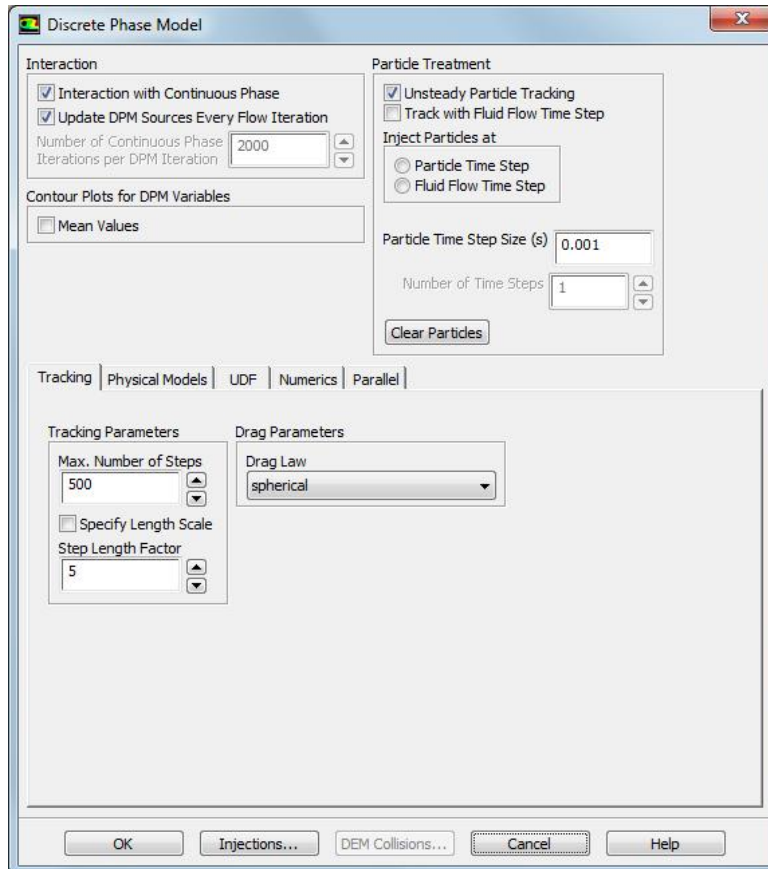 Discrete Phase Model
Interaction
Interaction with Continuous Phase
Update DPM Sources Every Flow Iteration
Number of Continuous Phase
Iterations per DPM Iteration
2000
Contour Plots for DPM Variables
Mean Values
Particle Treatment
Unsteady Particle Tracking
Track with Fluid Flow Time Step
Inject Particles at
Particle Time Step
Fluid Flow Time Step
Particle Time Step Size (s)
0.001
Number of Time Steps
1
Clear Particles
Tracking
Physical Models
UDF
Numerics
Parallel
Tracking Parameters
Max. Number of Steps
500
Specify Length Scale
Step Length Factor
5
Drag Parameters
Drag Law
spherical
OK
Injections...
DEM Collisions...
Cancel
Help